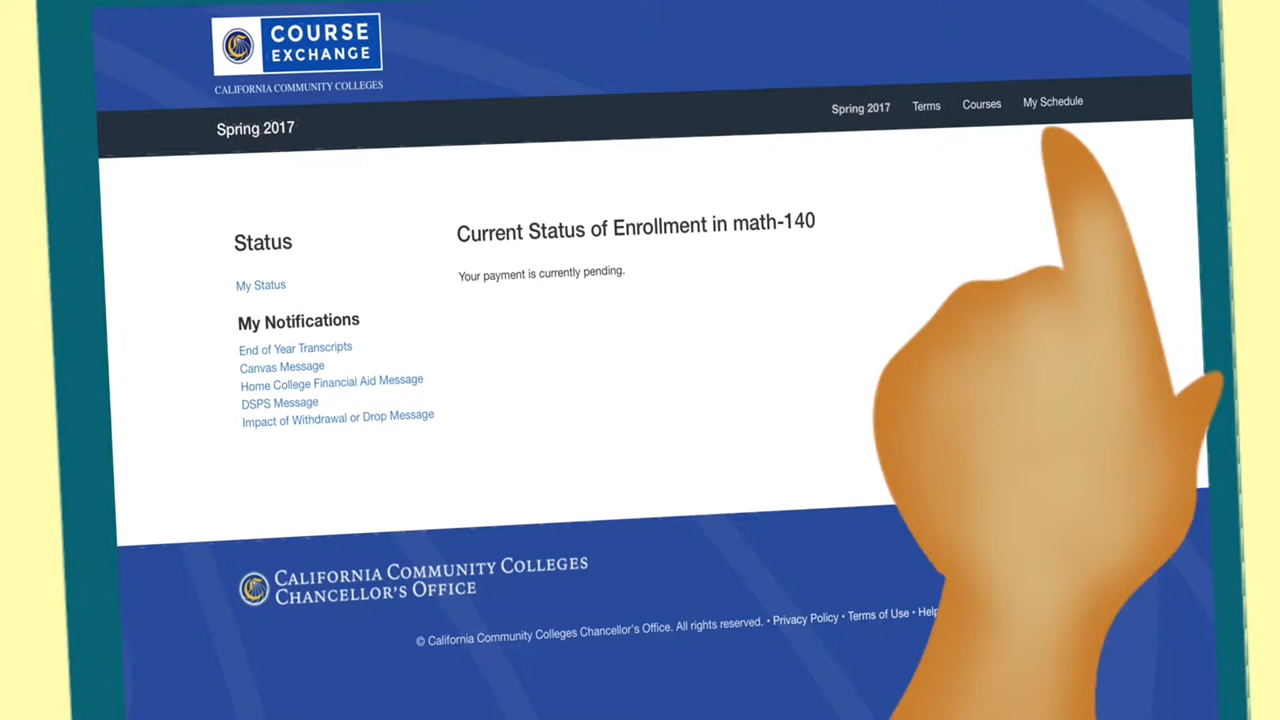 COURSE
EXCHANGE
CALIFORNIA COMMUNITY COLLEGES
Spring 2017
Spring 2017 Terms Courses My Schedule
Status
My Status
My Notifications
End of Year Transcripts
Canvas Message
Home College Financial Aid Message
DSPS Message
Impact of Withdrawal or Drop Message
Current Status of Enrollment in math-140
Your payment is currently pending.
CALIFORNIA COMMUNITY COLLEGES
CHANCELLOR'S OFFICE
© California Community Colleges Chancellor's Office. All rights reserved. • Privacy Policy • Terms of Use • Help